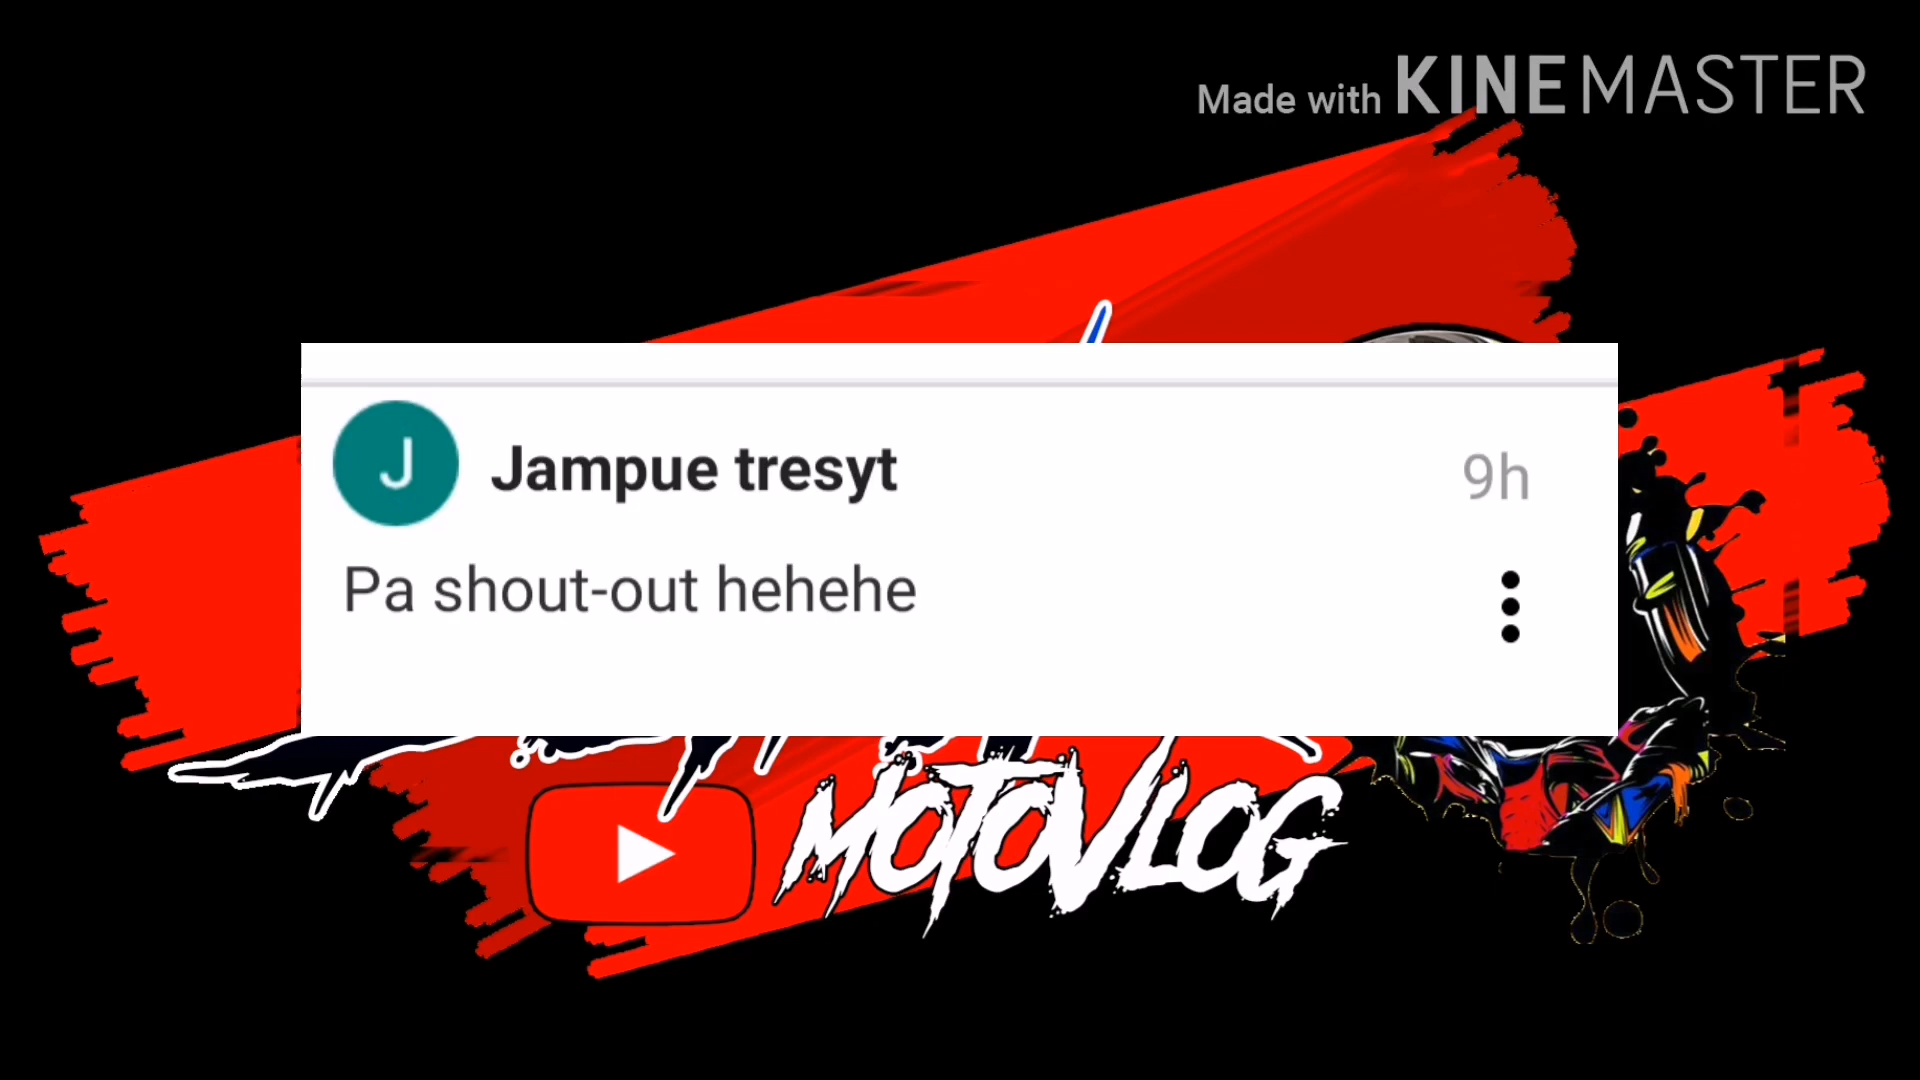 Made with KINEMASTER
J
Jampue tresyt
9h
Pa shout-out hehehe
MOTOVLOG